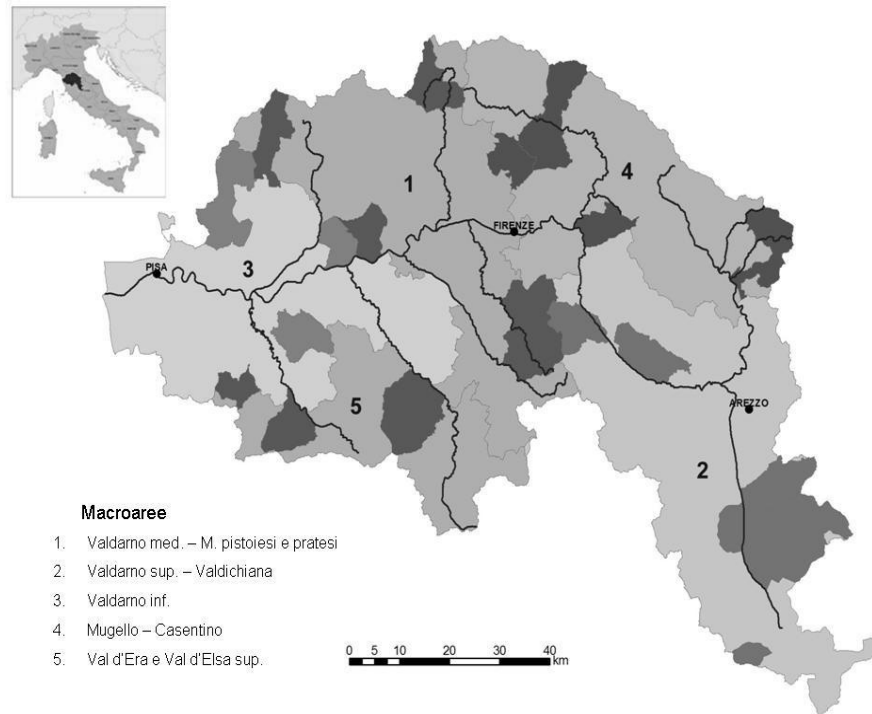 1
4
FIRENZE
3
PISA
5
AREZZO
2
Macroaree
1. Valdarno med. – M. pistoiesi e pratesi
2. Valdarno sup. – Valdichiana
3. Valdarno inf.
4. Mugello – Casentino
5. Val d'Era e Val d'Elsa sup.
0 5 10 20 30 40
km